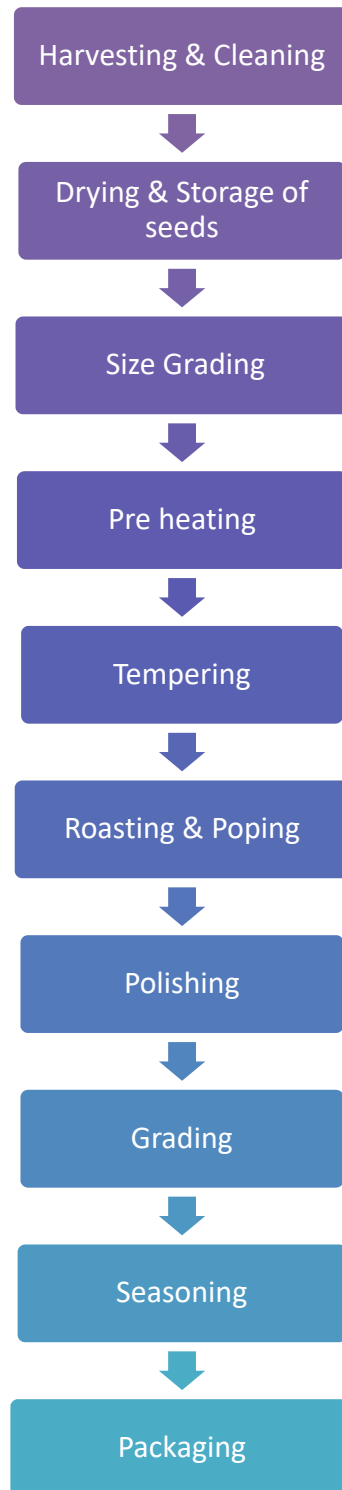 Harvesting & Cleaning
Drying & Storage of
seeds
Size Grading
Pre heating
Tempering
Roasting & Poping
Polishing
Grading
Seasoning
Packaging